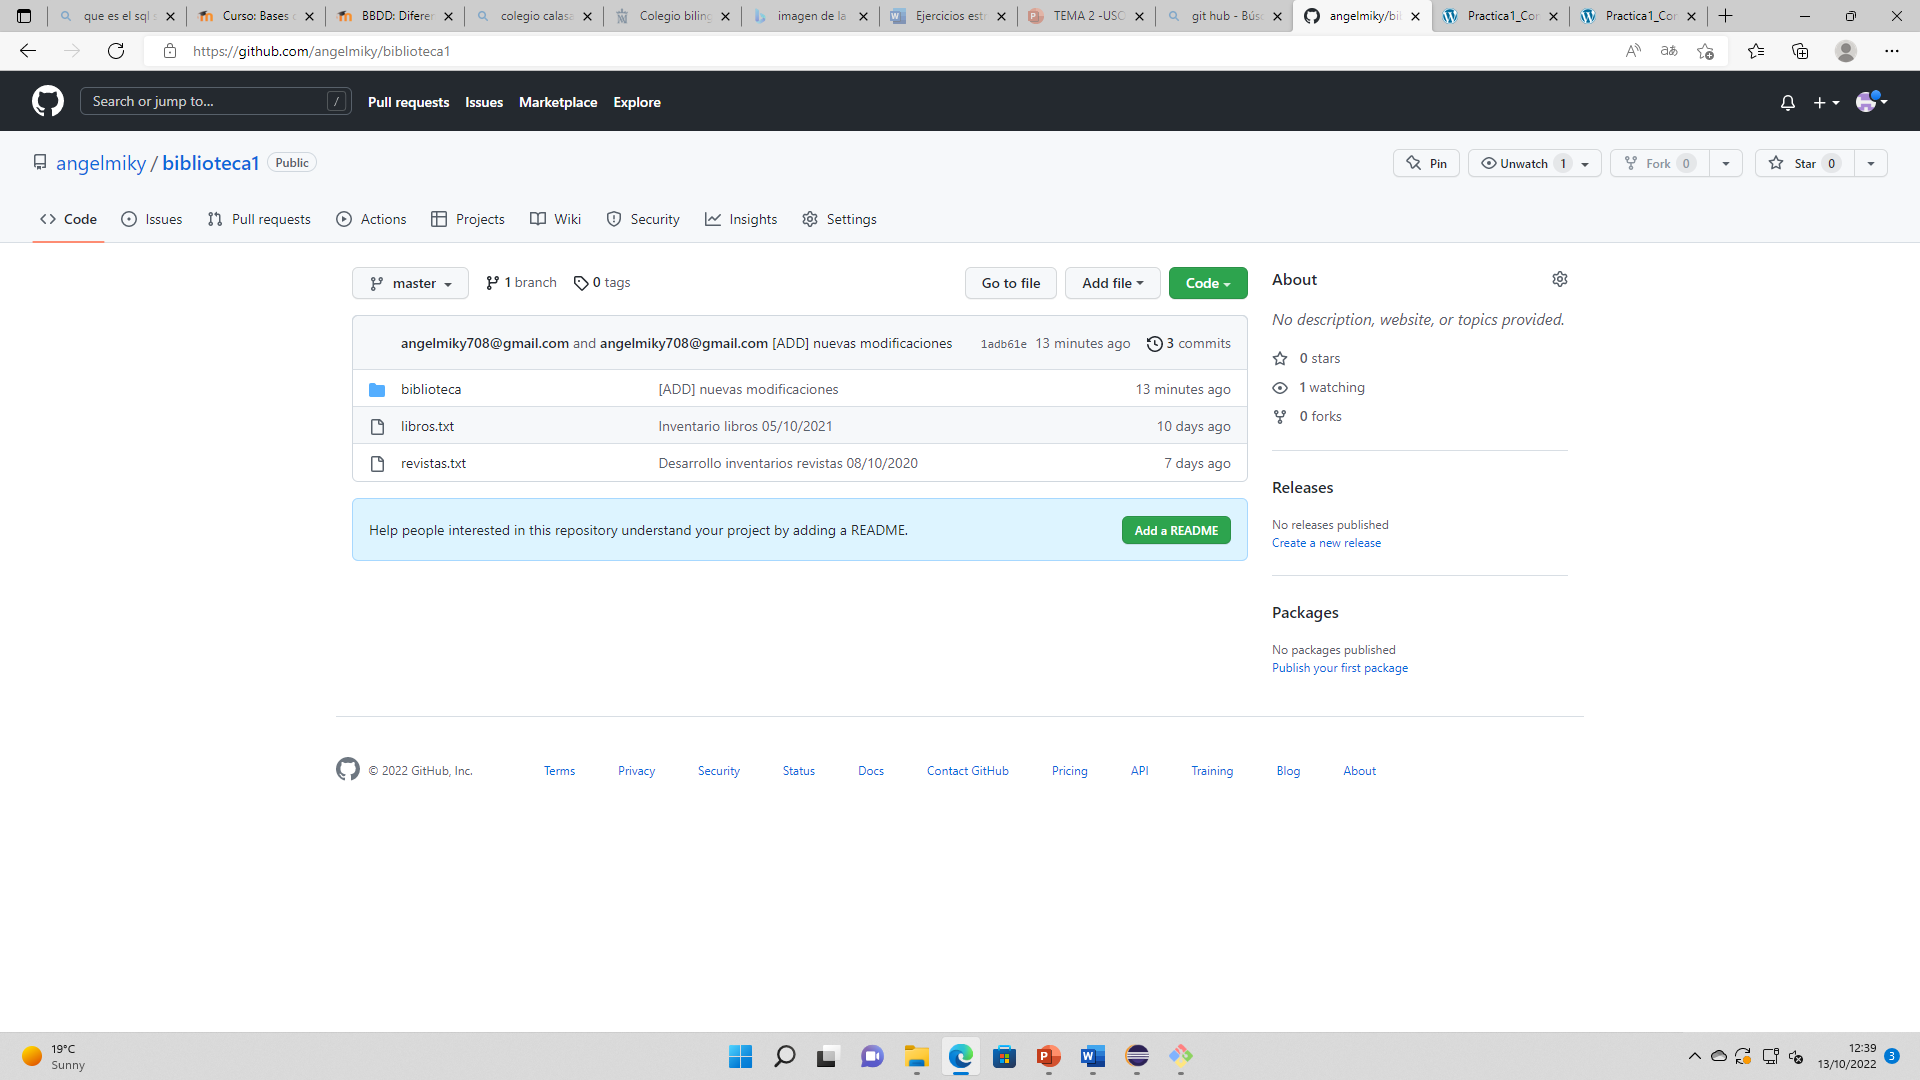 que es el sql s
Curso: Bases
BBDD: Diferer
colegio calasa
Colegio biling
imagen de la
Ejercicios estr
TEMA 2 -USO
git hub - Bús
angelmiky/bi
Practica1_Cor
Practica1_Cor
https://github.com/angelmiky/biblioteca1
Search or jump to... /
Pull requests Issues Marketplace Explore
angelmiky / biblioteca1 Public
Pin Unwatch 1 Fork 0 Star 0
Code Issues Pull requests Actions Projects Wiki Security Insights Settings
master 1 branch 0 tags Go to file Add file Code
angelmiky708@gmail.com and angelmiky708@gmail.com [ADD] nuevas modificaciones 1adb61e 13 minutes ago 3 commits
biblioteca [ADD] nuevas modificaciones 13 minutes ago
libros.txt Inventario libros 05/10/2021 10 days ago
revistas.txt Desarrollo inventarios revistas 08/10/2020 7 days ago
Help people interested in this repository understand your project by adding a README. Add a README
About
No description, website, or topics provided.
0 stars
1 watching
0 forks
Releases
No releases published
Create a new release
Packages
No packages published
Publish your first package
© 2022 GitHub, Inc. Terms Privacy Security Status Docs Contact GitHub Pricing API Training Blog About
19°C
Sunny
12:39
13/10/2022
3